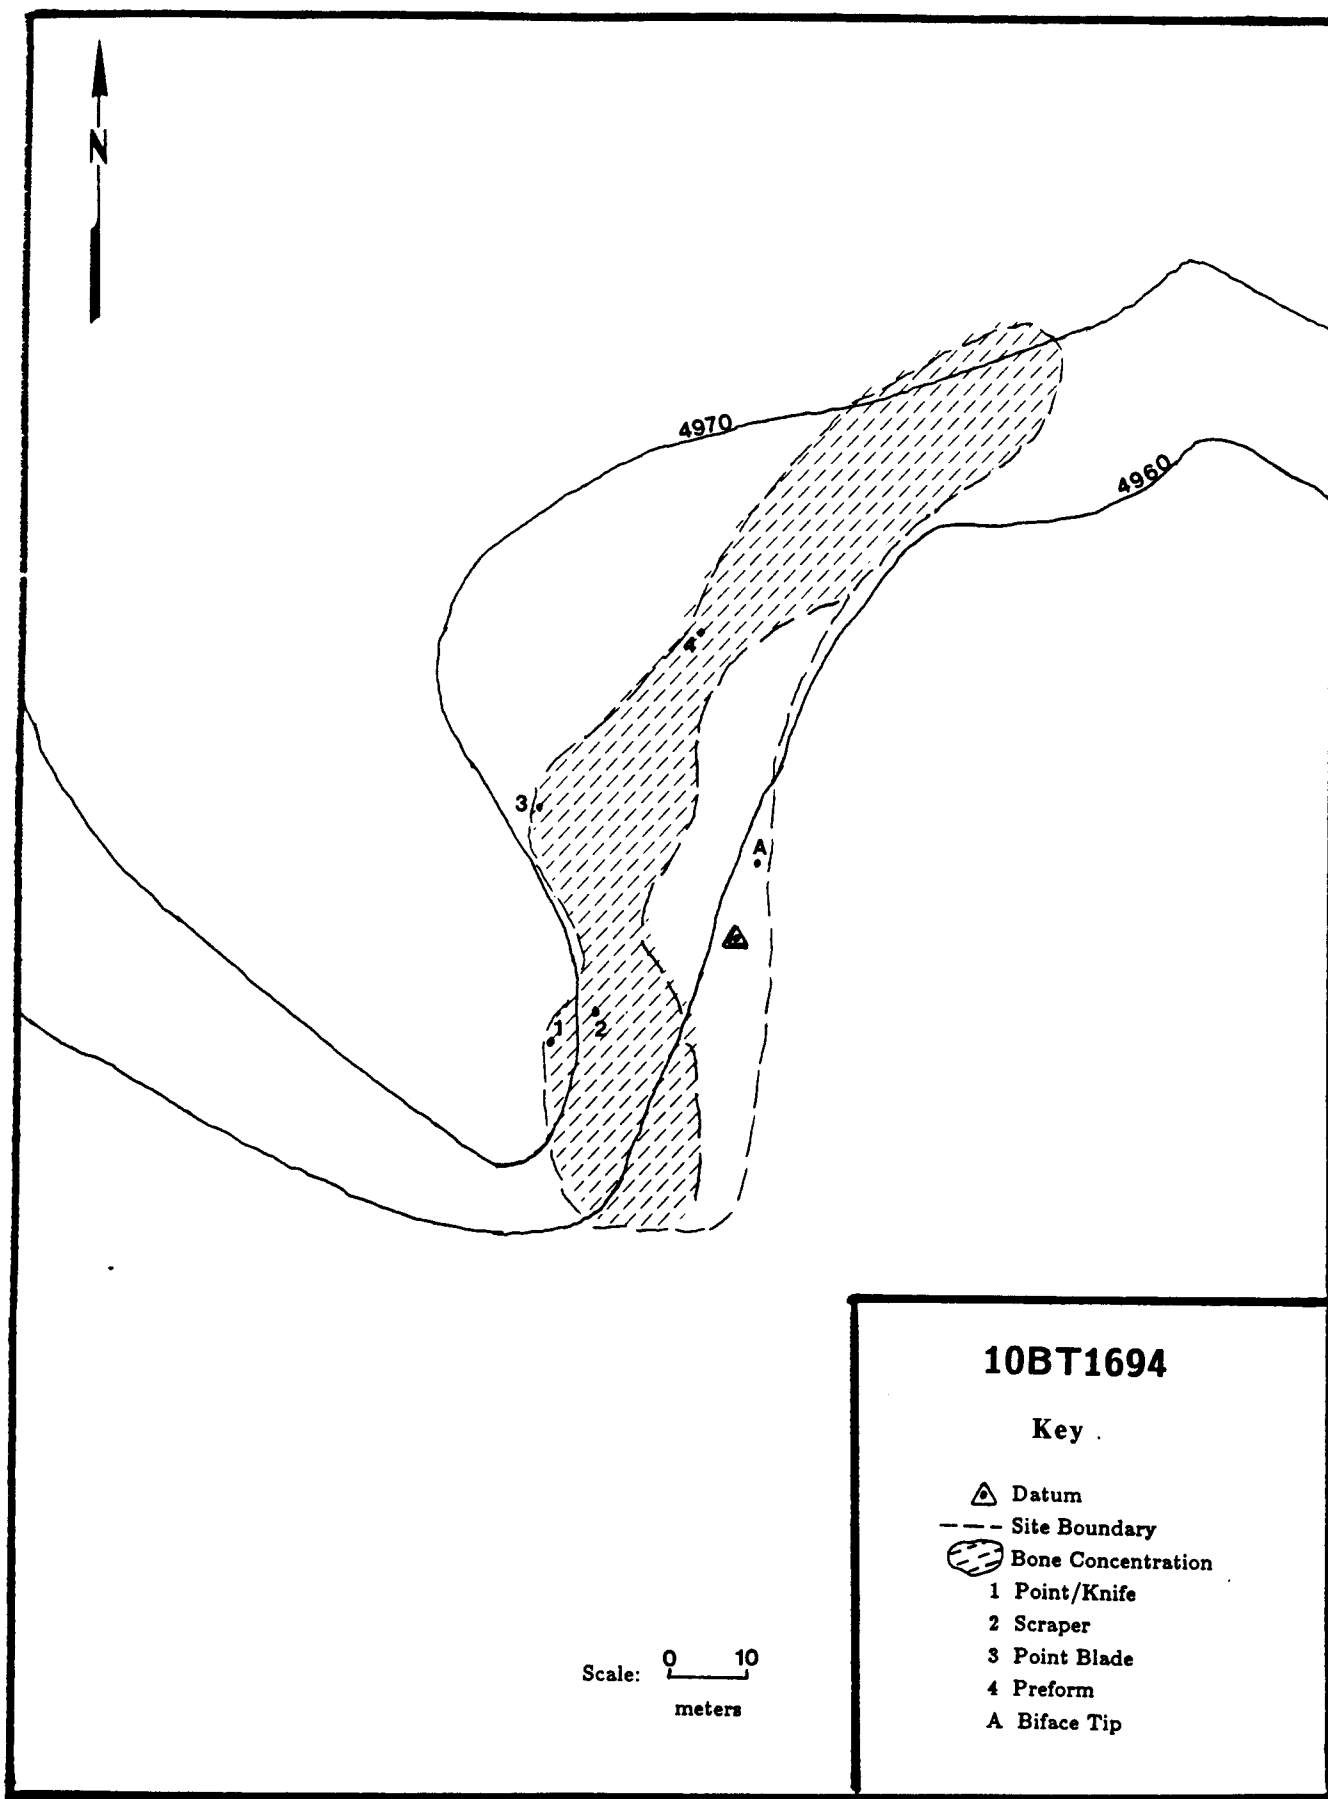 N
4970
4960
4
3
A
1
2
10BT1694
Key
Datum
Site Boundary
Bone Concentration
1 Point/Knife
2 Scraper
3 Point Blade
4 Preform
A Biface Tip
Scale: 0 10
meters